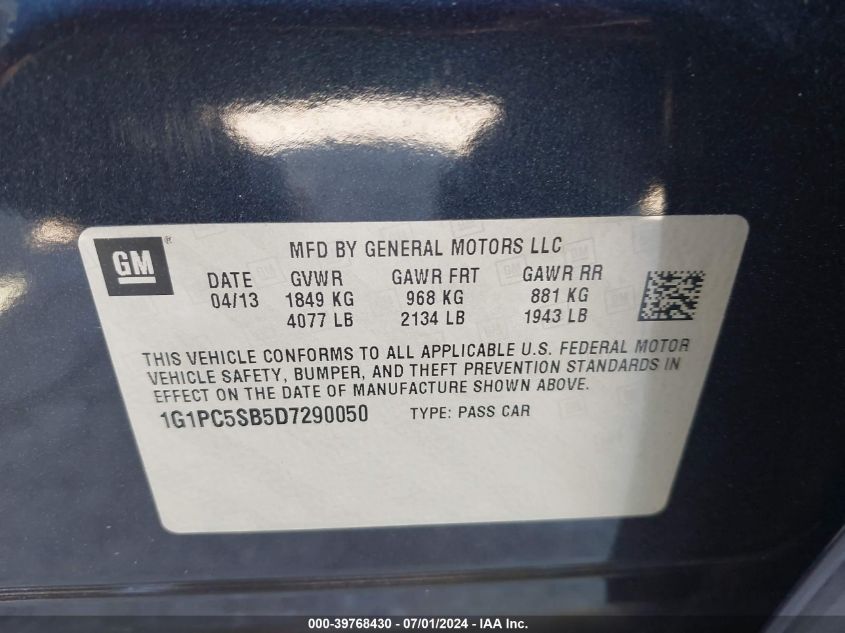 GM ®
MFD BY GENERAL MOTORS LLC
DATE GVWR GAWR FRT GAWR RR
04/13 1849 KG 968 KG 881 KG
4077 LB 2134 LB 1943 LB
THIS VEHICLE CONFORMS TO ALL APPLICABLE U.S. FEDERAL MOTOR
VEHICLE SAFETY, BUMPER, AND THEFT PREVENTION STANDARDS IN
EFFECT ON THE DATE OF MANUFACTURE SHOWN ABOVE.
1G1PC5SB5D7290050 TYPE: PASS CAR
000-39768430 - 07/01/2024 - IAA Inc.